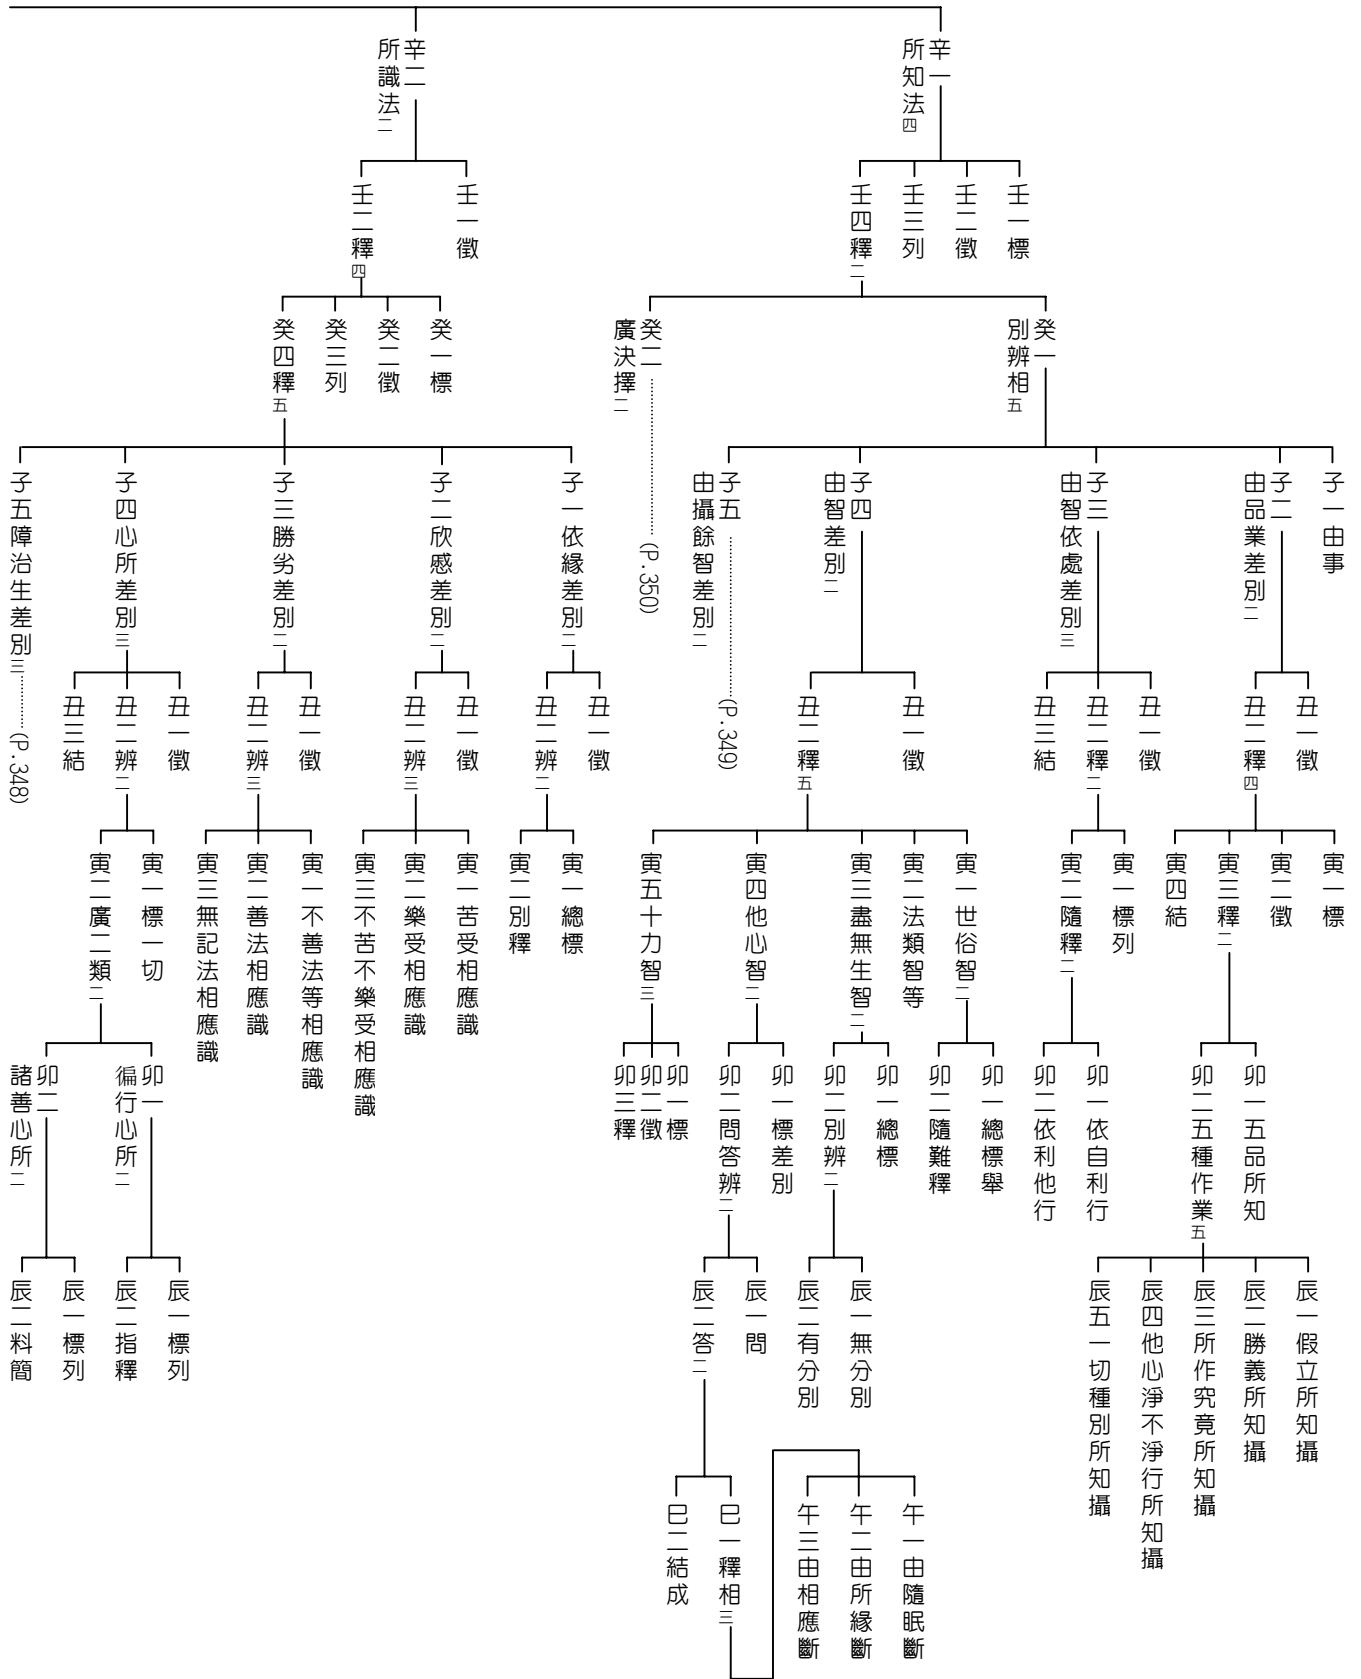 辛一所知法四
壬一標
壬二徵
壬三列
壬四釋二
癸一別辨相五
子一由事
子二由品業差別二
丑一徵
丑二釋四
寅一標
寅二徵
寅三釋二
卯一五品所知
卯二五種作業五
辰一假立所知攝
辰二勝義所知攝
辰三所作究竟所知攝
辰四他心淨不淨行所知攝
辰五一切種別所知攝
寅四結
子三由智依處差別三
丑一徵
丑二釋二
寅一標列
寅二隨釋二
卯一依自利行
卯二依利他行
丑三結
子四由智差別二
丑一徵
丑二釋五
寅一世俗智二
卯一總標舉
卯二隨難釋
寅二法類智等
寅三盡無生智二
卯一總標
卯二別辨二
辰一無分別
辰二有分別
寅四他心智二
卯一標差別
卯二問答辨二
辰一問
辰二答二
巳一釋相三
午一由隨眠斷
午二由所緣斷
午三由相應斷
巳二結成
寅五十力智三
卯一標
卯二徵
卯三釋
子五由攝餘智差別二(P.349)
癸二廣決擇二(P.350)
辛二所識法二
壬一徵
壬二釋四
癸一標
癸二徵
癸三列
癸四釋五
子一依緣差別二
丑一徵
丑二辨二
寅一總標
寅二別釋
子二欣慼差別二
丑一徵
丑二辨三
寅一苦受相應識
寅二樂受相應識
寅三不苦不樂受相應識
子三勝劣差別二
丑一徵
丑二辨三
寅一不善法等相應識
寅二善法相應識
寅三無記法相應識
子四心所差別三
丑一徵
丑二辨二
寅一標一切
寅二廣二類二
卯一徧行心所二
辰一標列
辰二指釋
卯二諸善心所二
辰一標列
辰二料簡
丑三結
子五障治生差別三(P.348)